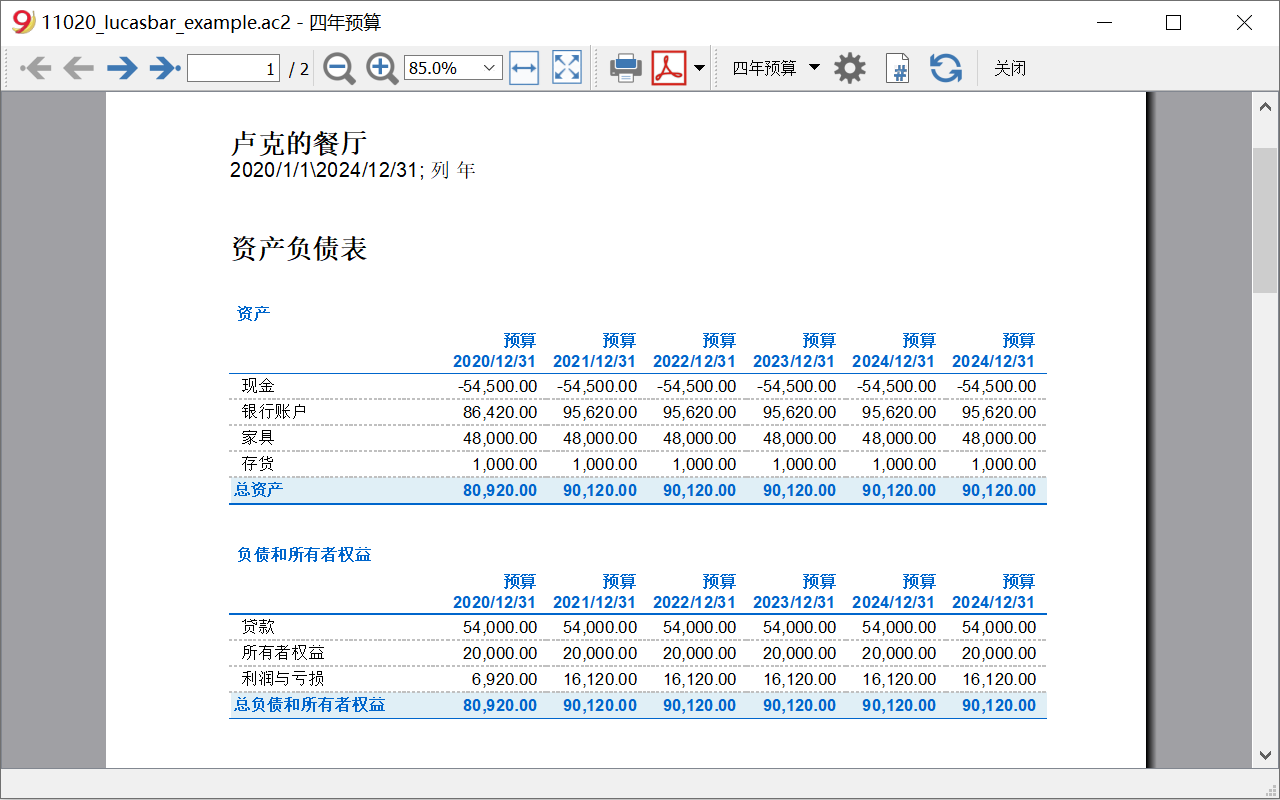 11020_lucasbar_example.ac2 - 四年预算
1 / 2 85.0% 四年预算 # 关闭
卢克的餐厅
2020/1/1\2024/12/31; 列 年
资产负债表
资产
预算 预算 预算 预算 预算 预算
2020/12/31 2021/12/31 2022/12/31 2023/12/31 2024/12/31 2024/12/31
现金 -54,500.00 -54,500.00 -54,500.00 -54,500.00 -54,500.00 -54,500.00
银行账户 86,420.00 95,620.00 95,620.00 95,620.00 95,620.00 95,620.00
家具 48,000.00 48,000.00 48,000.00 48,000.00 48,000.00 48,000.00
存货 1,000.00 1,000.00 1,000.00 1,000.00 1,000.00 1,000.00
总资产 80,920.00 90,120.00 90,120.00 90,120.00 90,120.00 90,120.00
负债和所有者权益
预算 预算 预算 预算 预算 预算
2020/12/31 2021/12/31 2022/12/31 2023/12/31 2024/12/31 2024/12/31
贷款 54,000.00 54,000.00 54,000.00 54,000.00 54,000.00 54,000.00
所有者权益 20,000.00 20,000.00 20,000.00 20,000.00 20,000.00 20,000.00
利润与亏损 6,920.00 16,120.00 16,120.00 16,120.00 16,120.00 16,120.00
总负债和所有者权益 80,920.00 90,120.00 90,120.00 90,120.00 90,120.00 90,120.00